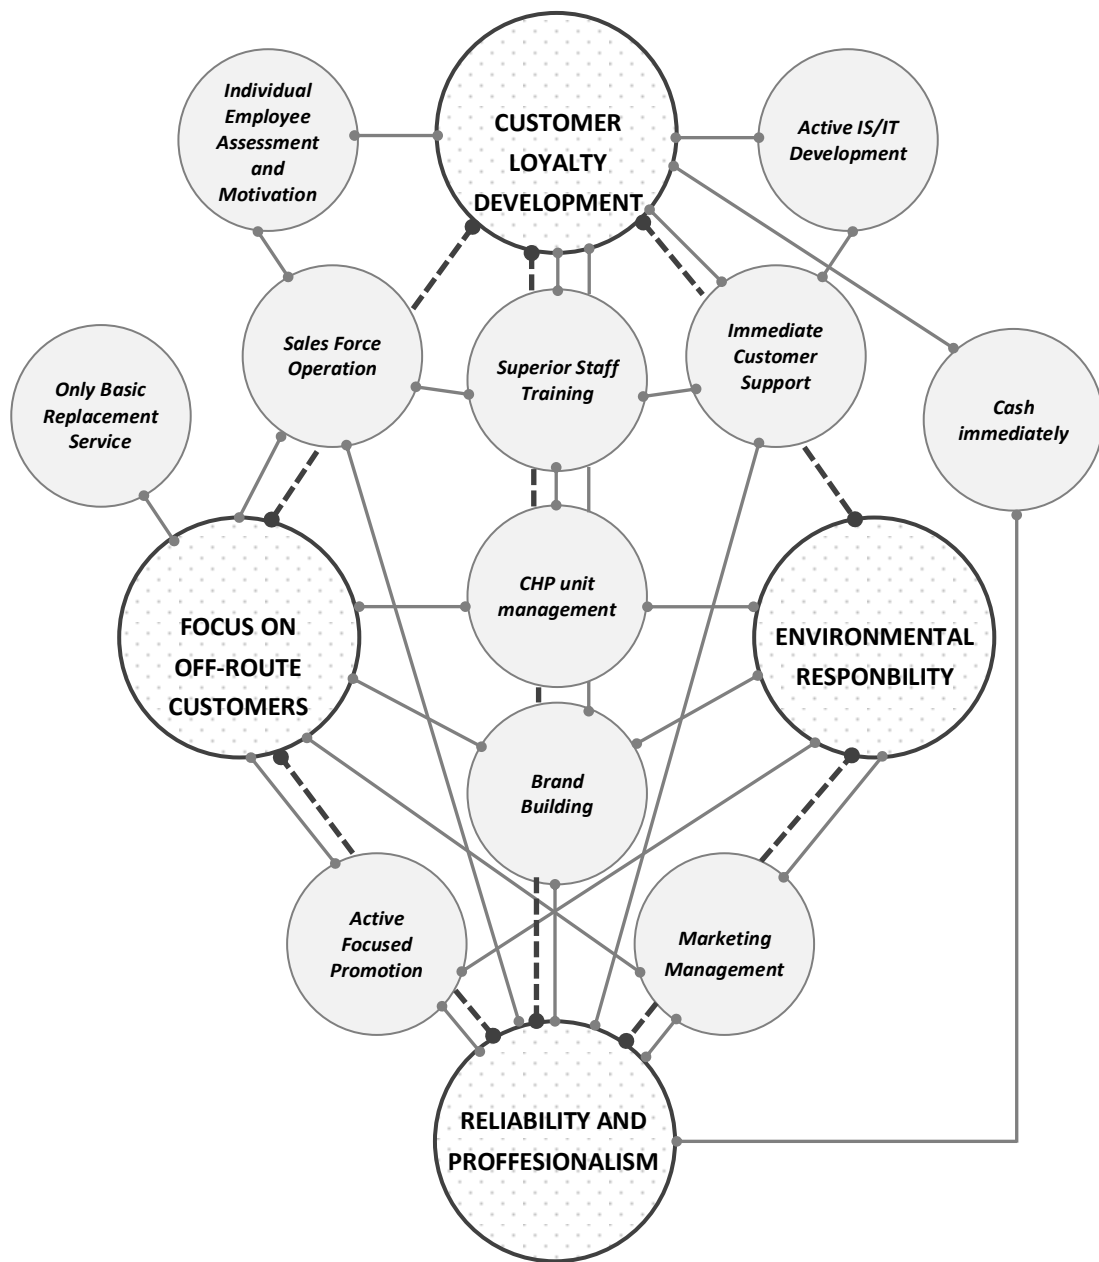 Individual
Employee
Assessment
and
Motivation
CUSTOMER
LOYALTY
DEVELOPMENT
Active IS/IT
Development
Sales Force
Operation
Superior Staff
Training
Immediate
Customer
Support
Only Basic
Replacement
Service
Cash
immediately
CHP unit
management
FOCUS ON
OFF-ROUTE
CUSTOMERS
ENVIRONMENTAL
RESPONBILITY
Brand
Building
Active
Focused
Promotion
Marketing
Management
RELIABILITY AND
PROFFESIONALISM